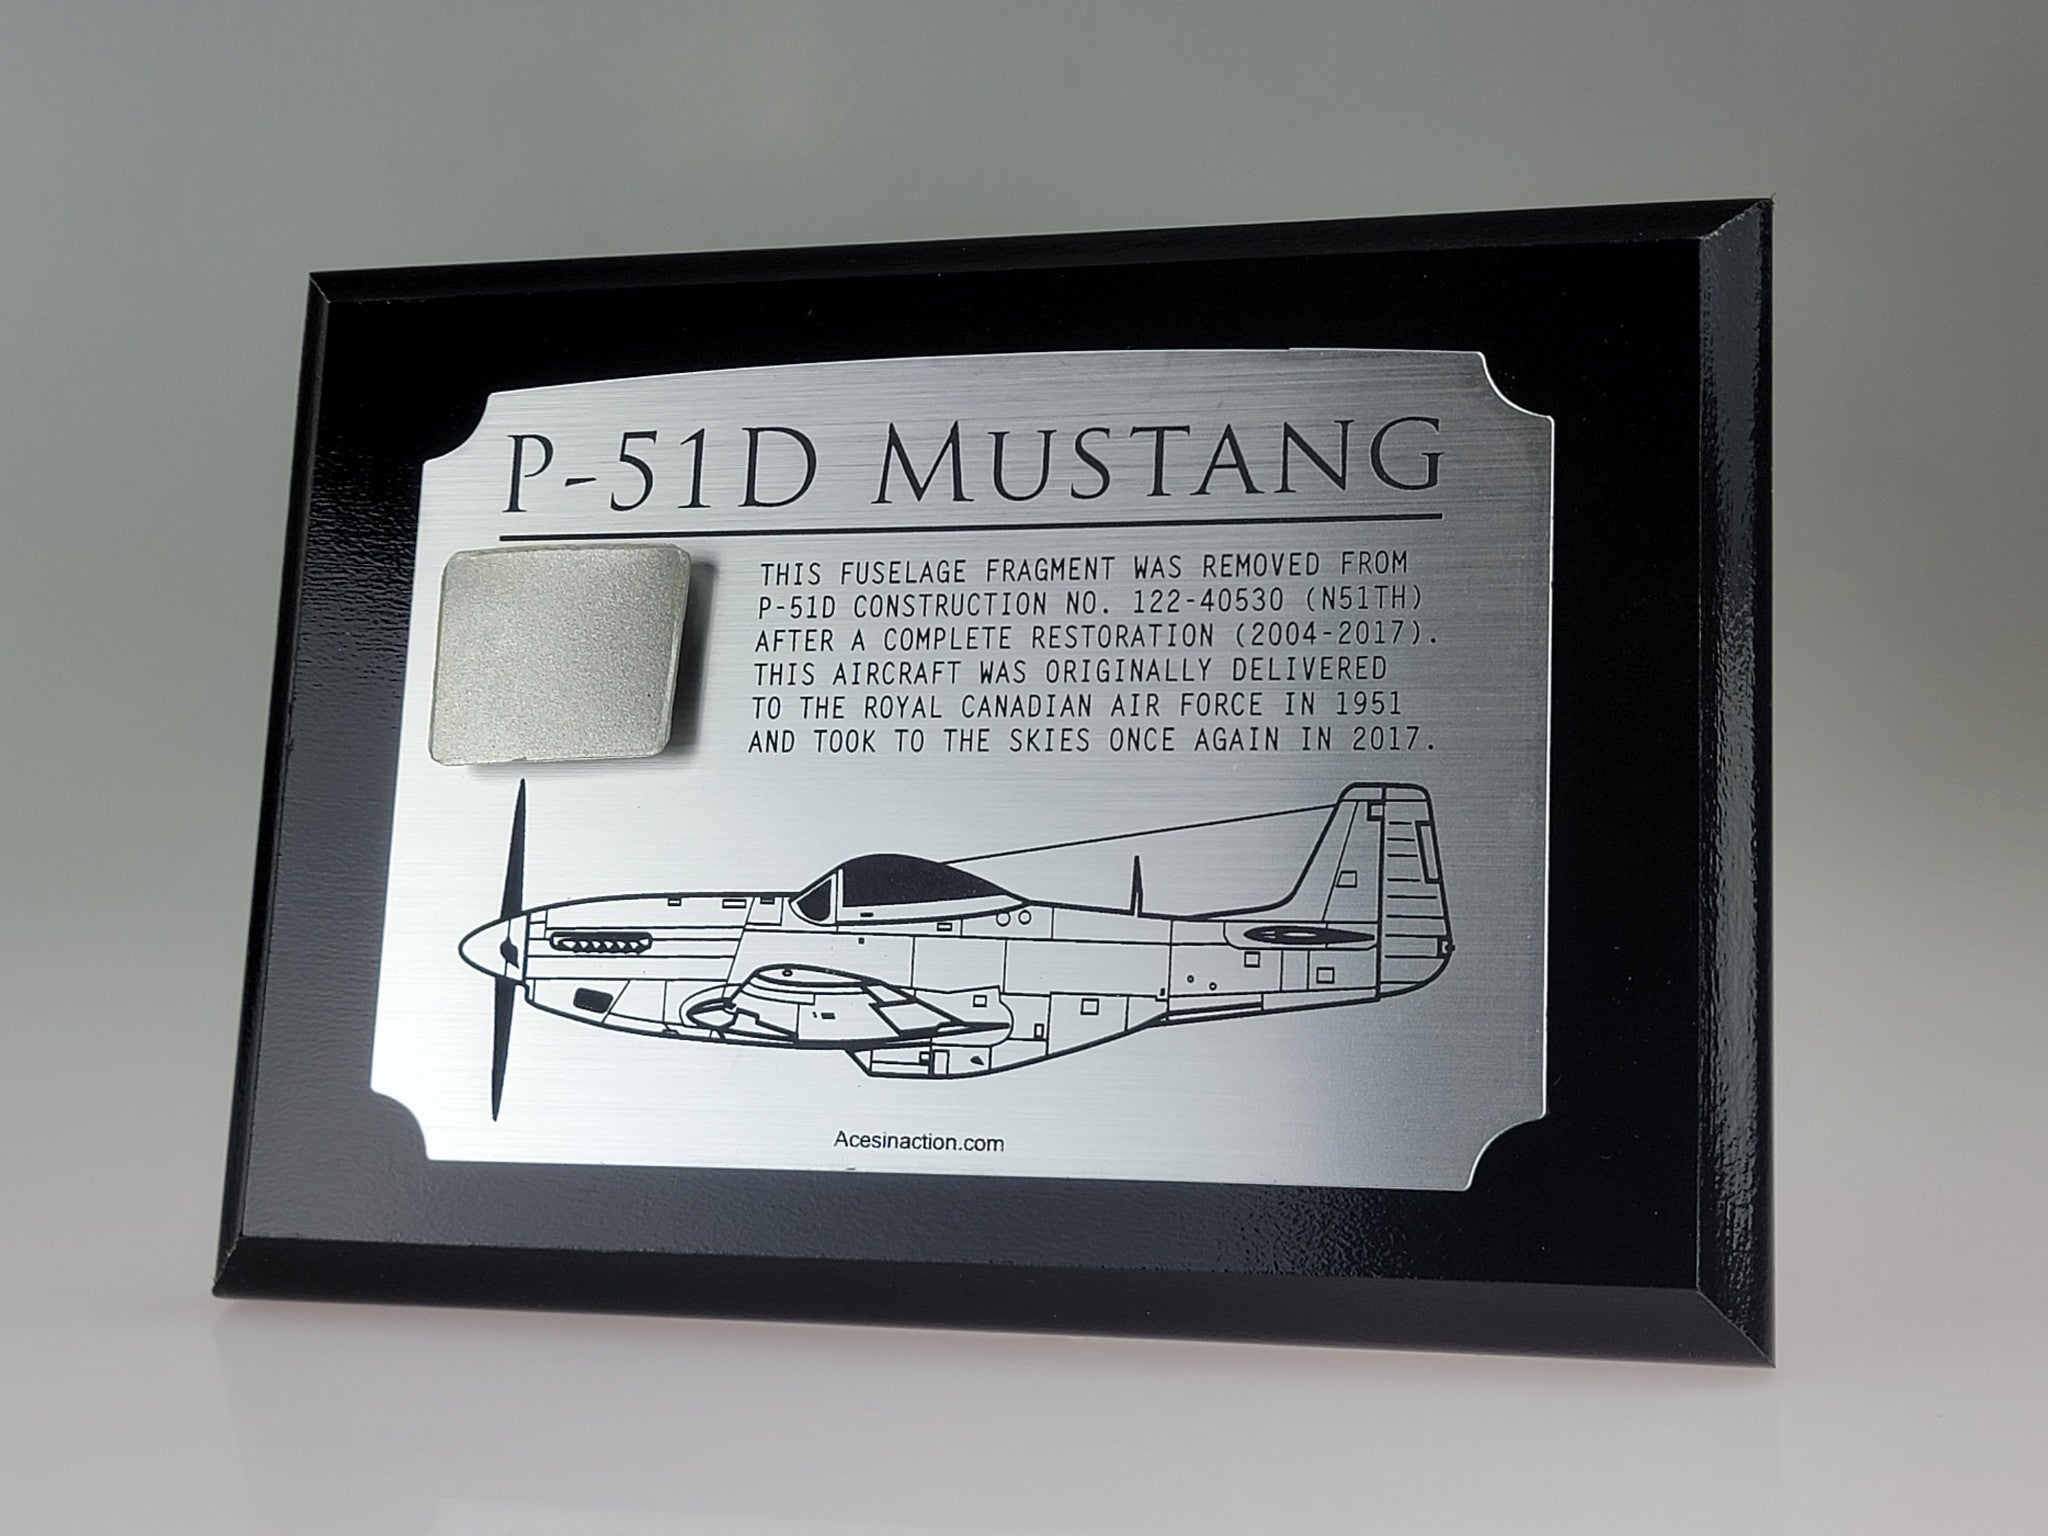 P-51D MUSTANG
THIS FUSELAGE FRAGMENT WAS REMOVED FROM
P-51D CONSTRUCTION NO. 122-40530 (N51TH)
AFTER A COMPLETE RESTORATION (2004-2017).
THIS AIRCRAFT WAS ORIGINALLY DELIVERED
TO THE ROYAL CANADIAN AIR FORCE IN 1951
AND TOOK TO THE SKIES ONCE AGAIN IN 2017.
Acesinaction.com